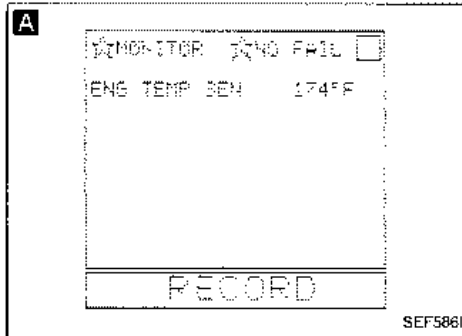 A
☆MONITOR ☆NO FAIL □
ENG TEMP SEN 174°F
RECORD
SEF586I